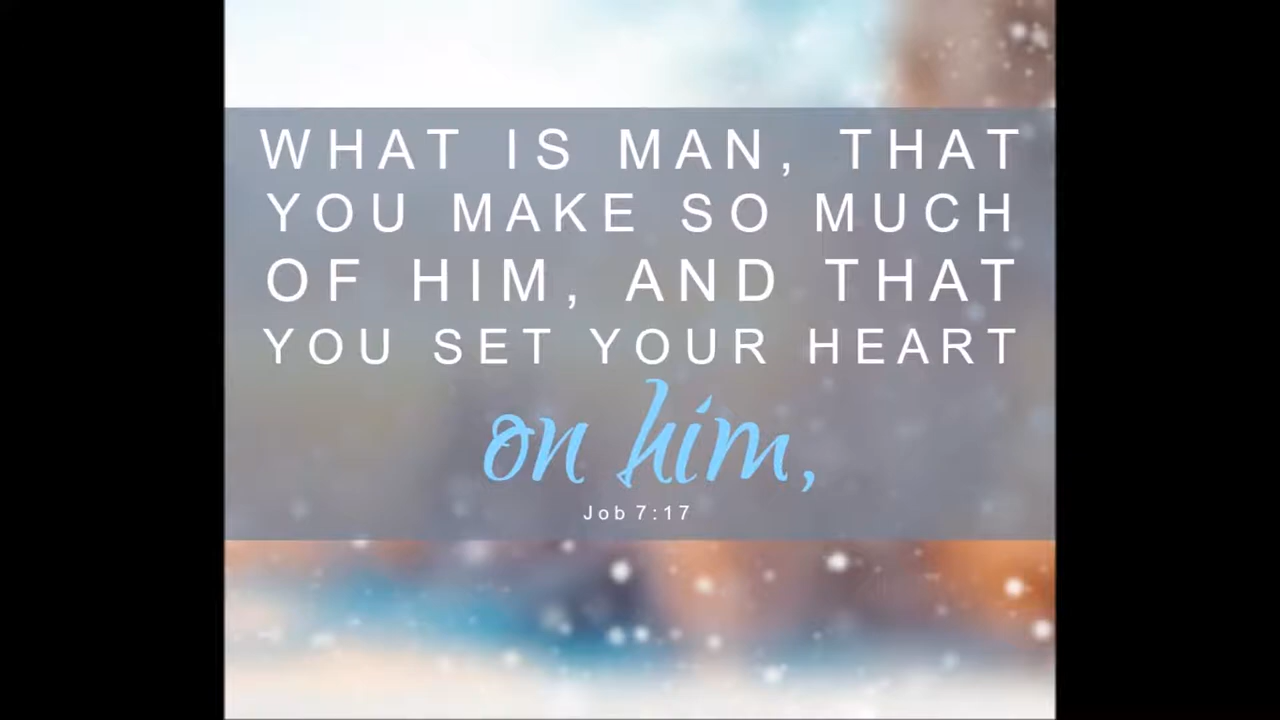 WHAT IS MAN, THAT
YOU MAKE SO MUCH
OF HIM, AND THAT
YOU SET YOUR HEART
on him,
Job 7:17